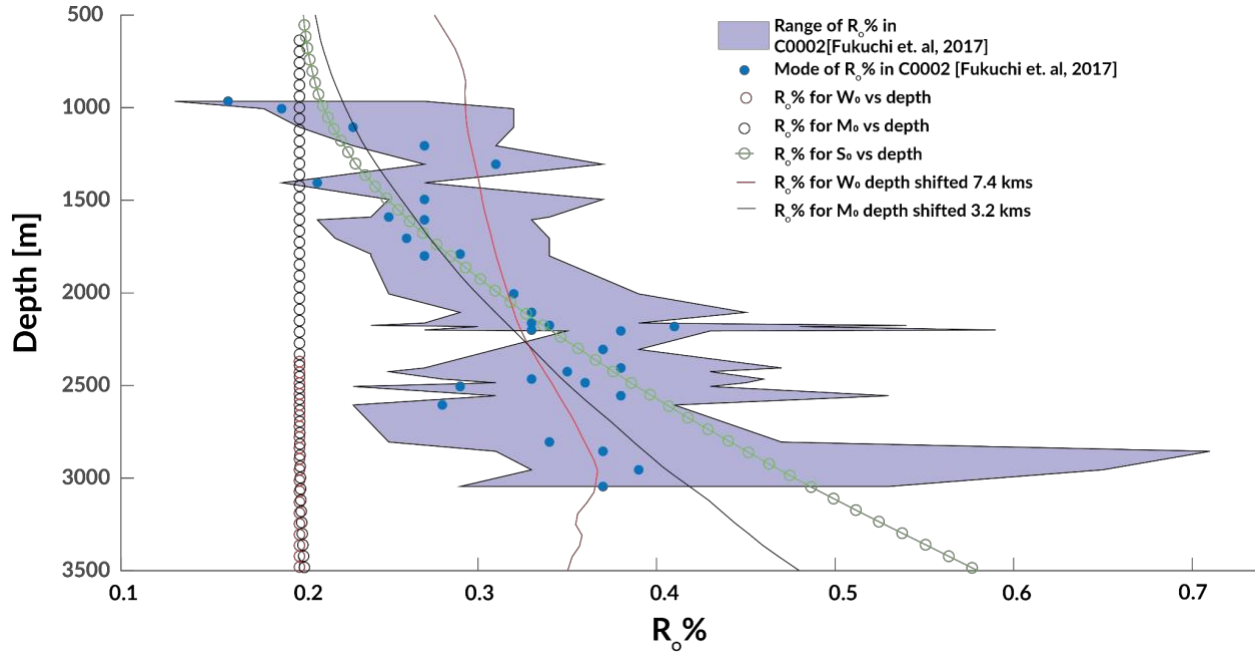 500
1000
1500
2000
2500
3000
3500
Depth [m]
0.1
0.2
0.3
0.4
0.5
0.6
0.7
Rₒ%
Range of Rₒ% in
C0002[Fukuchi et. al, 2017]
Mode of Rₒ% in C0002 [Fukuchi et. al, 2017]
Rₒ% for W₀ vs depth
Rₒ% for M₀ vs depth
Rₒ% for S₀ vs depth
Rₒ% for W₀ depth shifted 7.4 kms
Rₒ% for M₀ depth shifted 3.2 kms